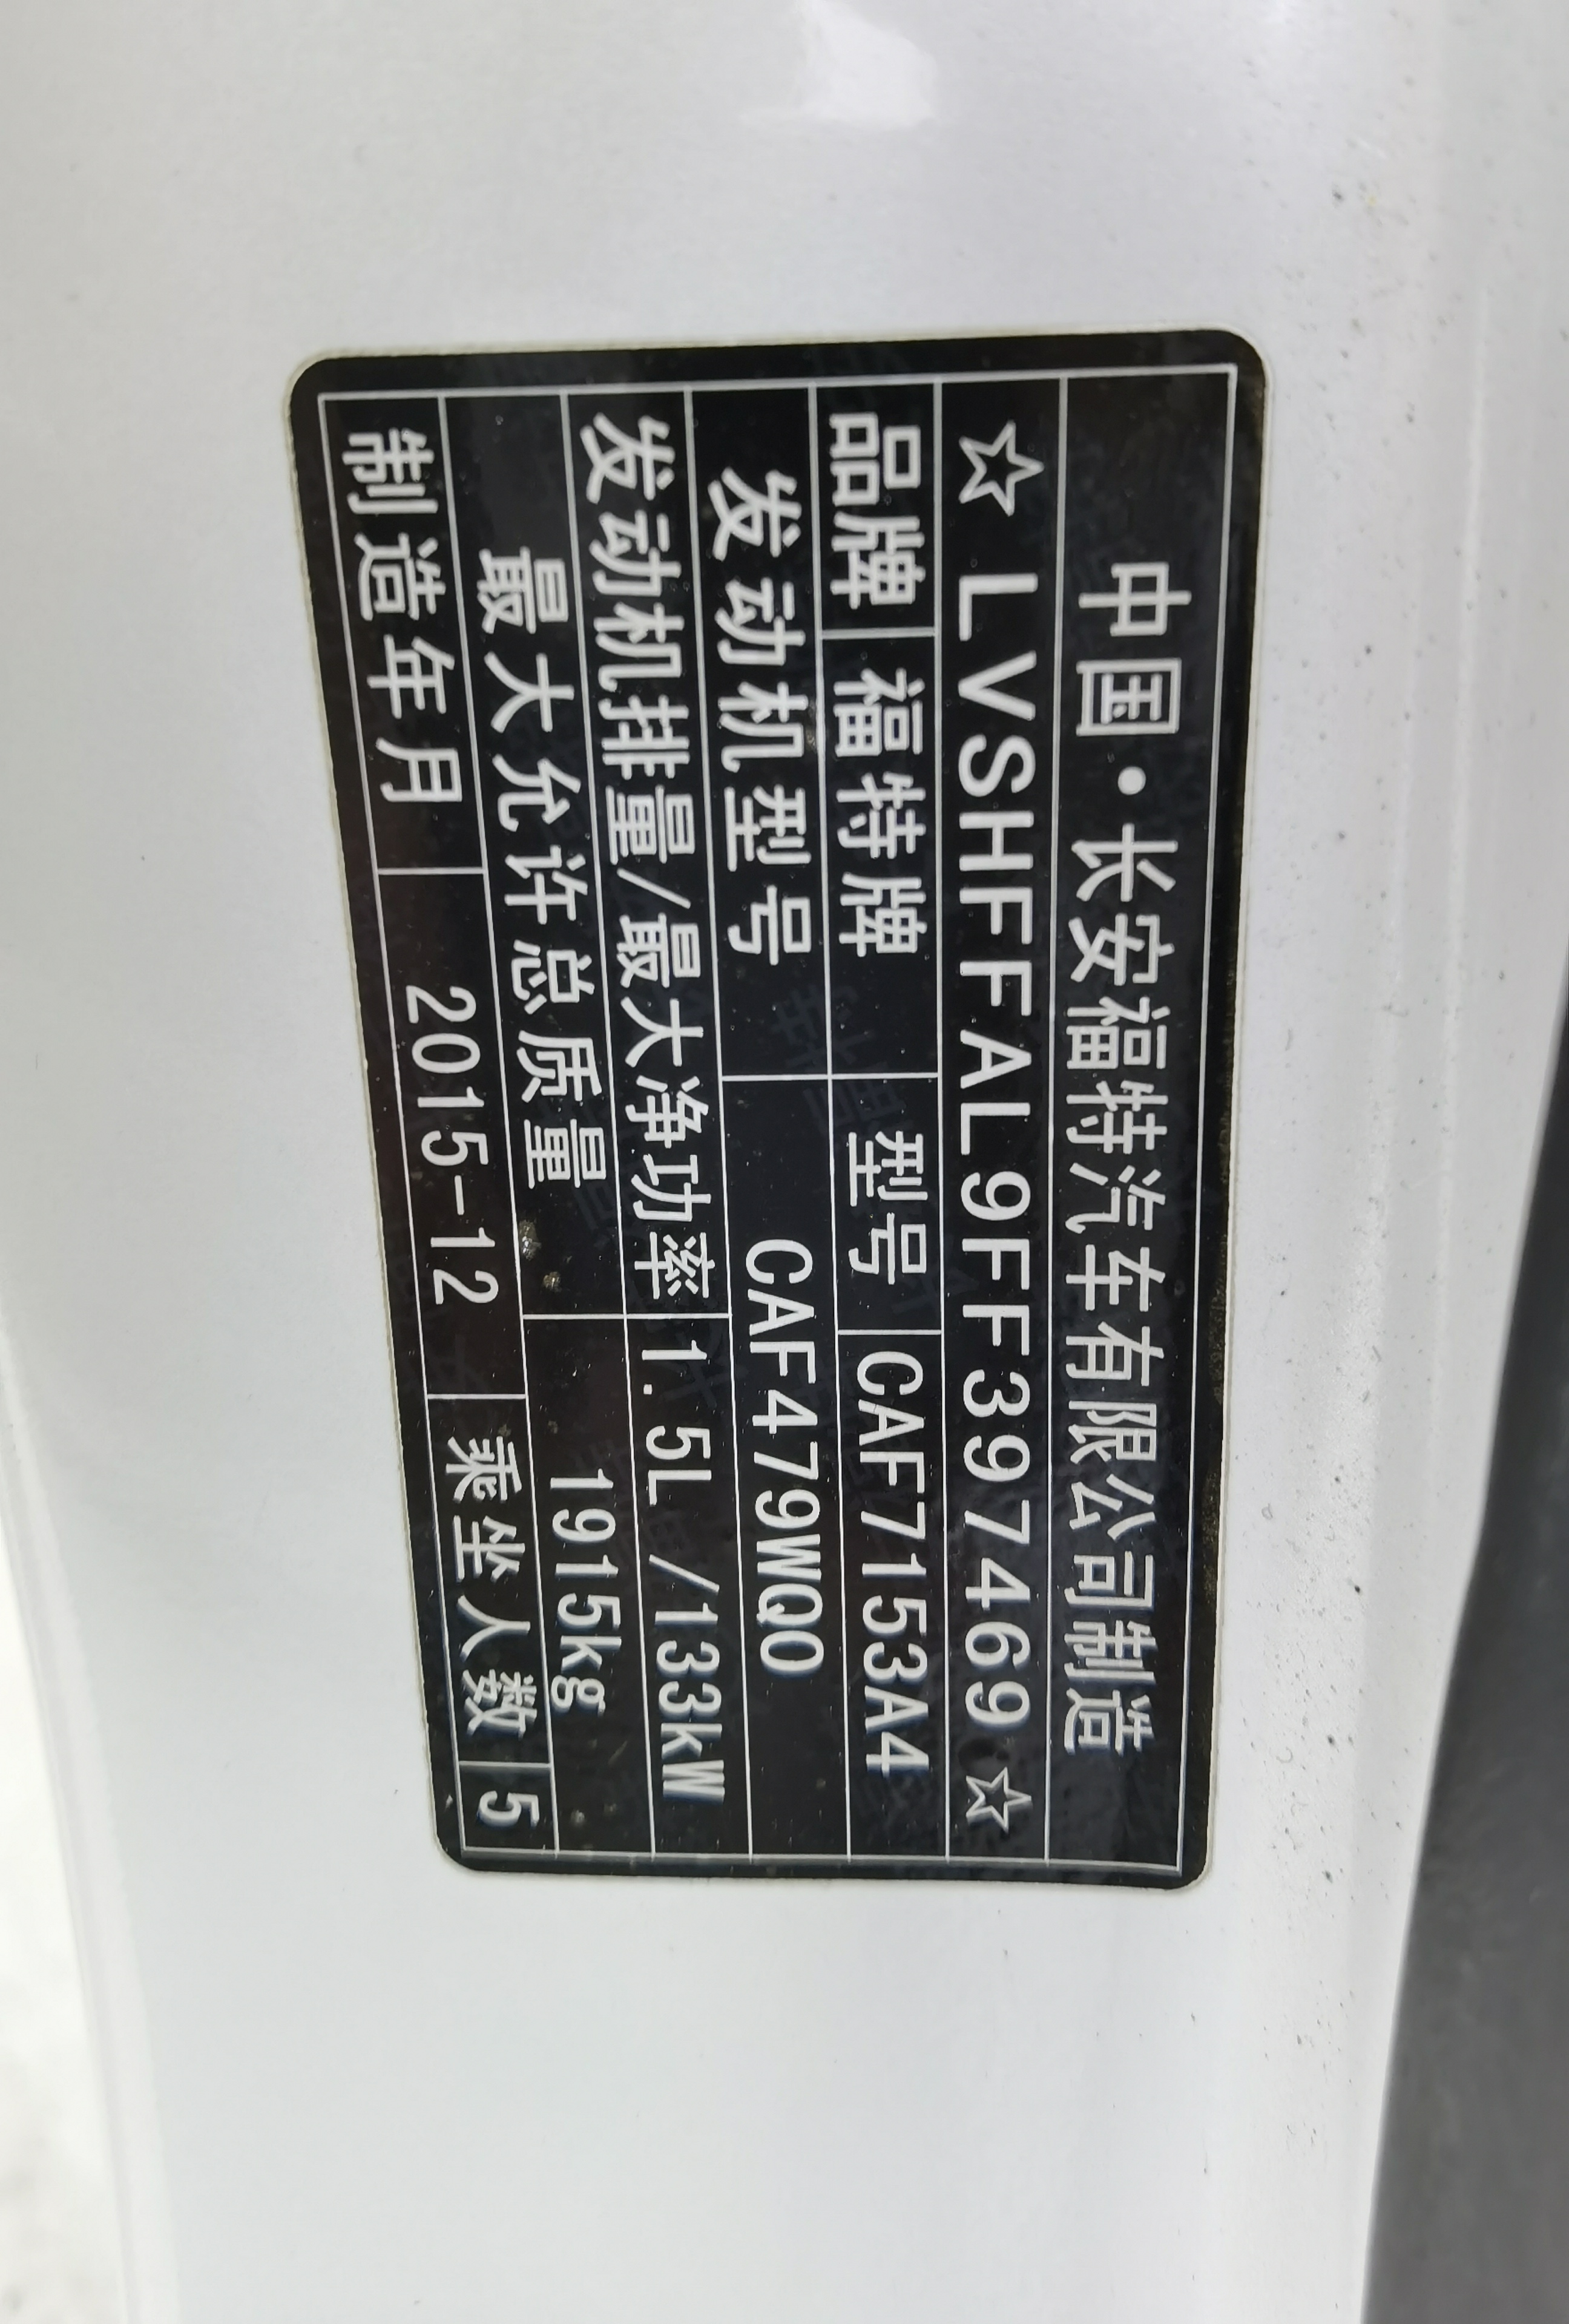 中国·长安福特汽车有限公司制造
☆ LVSHFFAL9FF397469 ☆
品牌 福特牌 型号 CAF7153A4
发动机型号 CAF479WQ0
发动机排量/最大净功率 1.5L /133kW
最大允许总质量 1915kg
制造年月 2015-12 乘坐人数 5